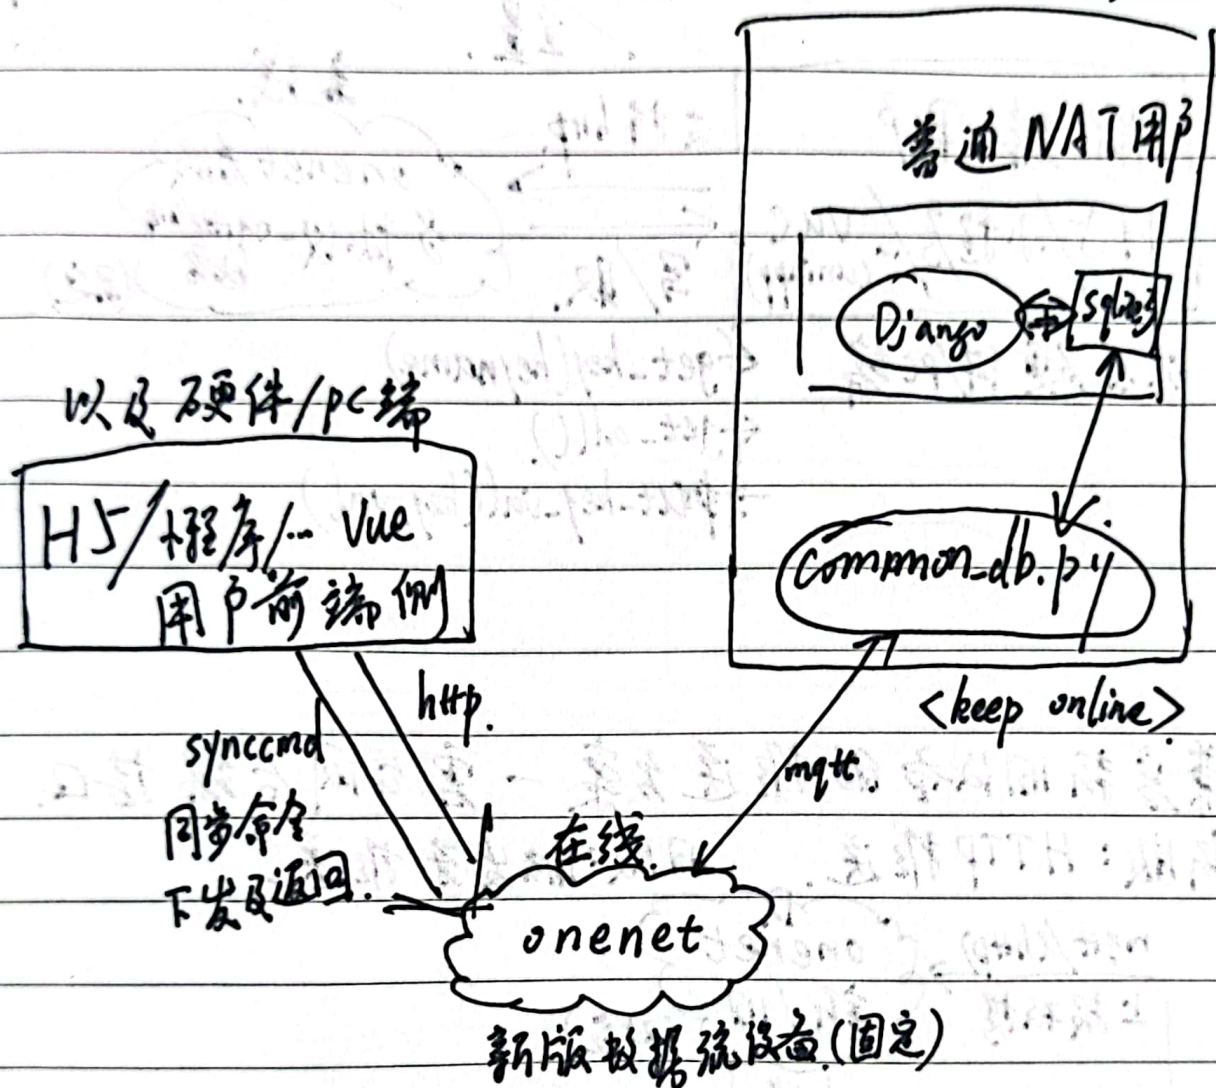 普通NAT用户
Django
sqlite3
以及硬件/PC端
H5/小程序/... Vue
用户前端侧
common_db.py
<keep online>
http.
synccmd
同步命令
下发及返回.
mqtt.
在线.
onenet
新版数据流设备.(固定)